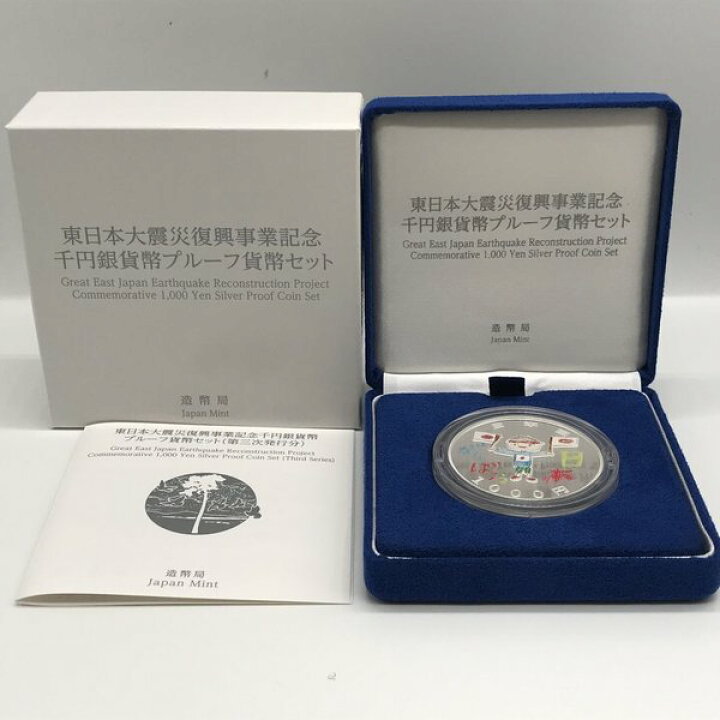 東日本大震災復興事業記念
千円銀貨幣プルーフ貨幣セット
Great East Japan Earthquake Reconstruction Project
Commemorative 1,000 Yen Silver Proof Coin Set
造幣局
Japan Mint
東日本大震災復興事業記念
千円銀貨幣プルーフ貨幣セット
Great East Japan Earthquake Reconstruction Project
Commemorative 1,000 Yen Silver Proof Coin Set
造幣局
Japan Mint
東日本大震災復興事業記念千円銀貨幣
プルーフ貨幣セット(第三次発行分)
Great East Japan Earthquake Reconstruction Project
Commemorative 1,000 Yen Silver Proof Coin Set (Third Series)
造幣局
Japan Mint
1000円